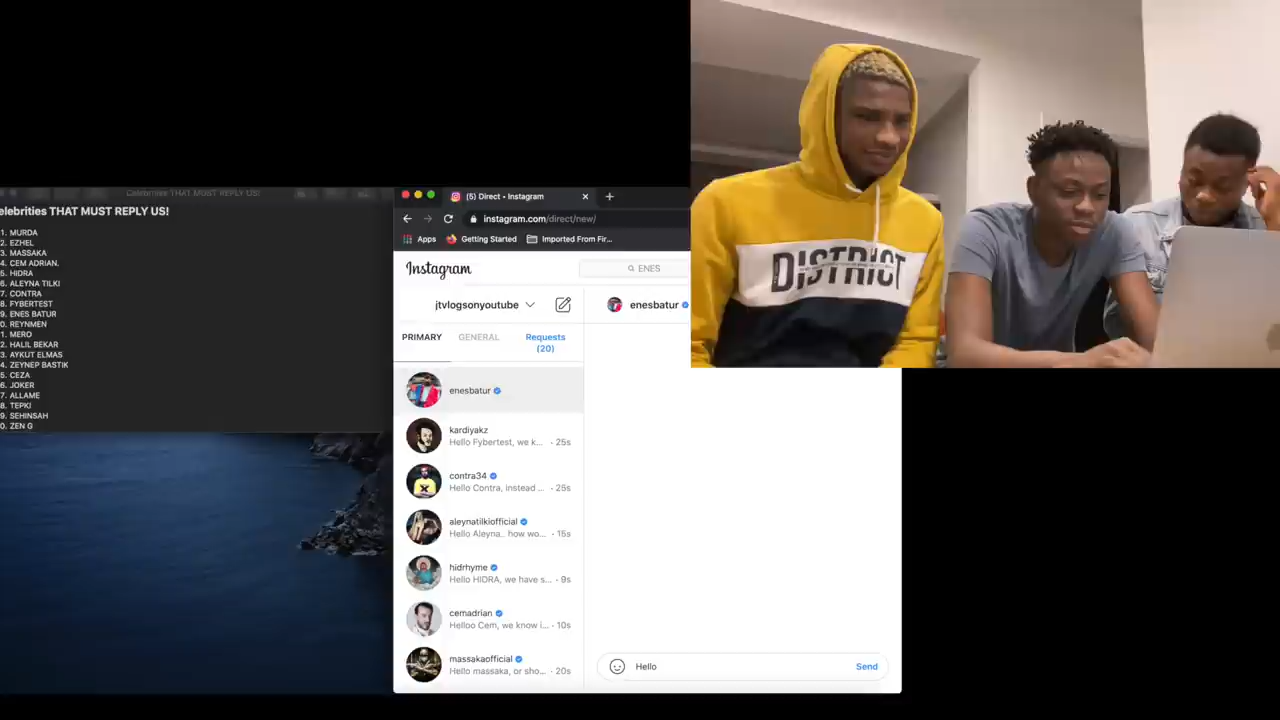 Celebrities THAT MUST REPLY US!
elebrities THAT MUST REPLY US!
1. MURDA
2. EZHEL
3. MASSAKA
4. CEM ADRIAN.
5. HIDRA
6. ALEYNA TILKI
7. CONTRA
8. FYBERTEST
9. ENES BATUR
0. REYNMEN
1. MERO
2. HALIL BEKAR
3. AYKUT ELMAS
4. ZEYNEP BASTIK
5. CEZA
6. JOKER
7. ALLAME
8. TEPKI
9. SEHINSAH
0. ZEN G
(5) Direct - Instagram
instagram.com/direct/new/
Apps Getting Started Imported From Fir...
Instagram ENES
jtvlogsonyoutube enesbatur
PRIMARY GENERAL Requests
(20)
enesbatur
kardiyakz
Hello Fybertest, we k... · 25s
contra34
Hello Contra, instead ... · 25s
aleynatilkiofficial
Hello Aleyna.. how wo... · 15s
hidrhyme
Hello HIDRA, we have s... · 9s
cemadrian
Helloo Cem, we know i... · 10s
massakaofficial
Hello massaka, or sho... · 20s
Hello Send
DISTRICT